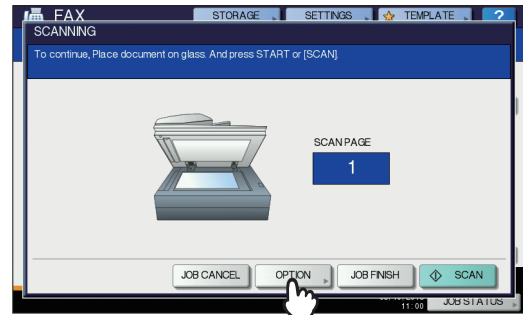 FAX
STORAGE
SETTINGS
TEMPLATE
?
SCANNING
To continue, Place document on glass. And press START or [SCAN]
SCAN PAGE
1
JOB CANCEL
OPTION
JOB FINISH
SCAN
11:00
JOB STATUS